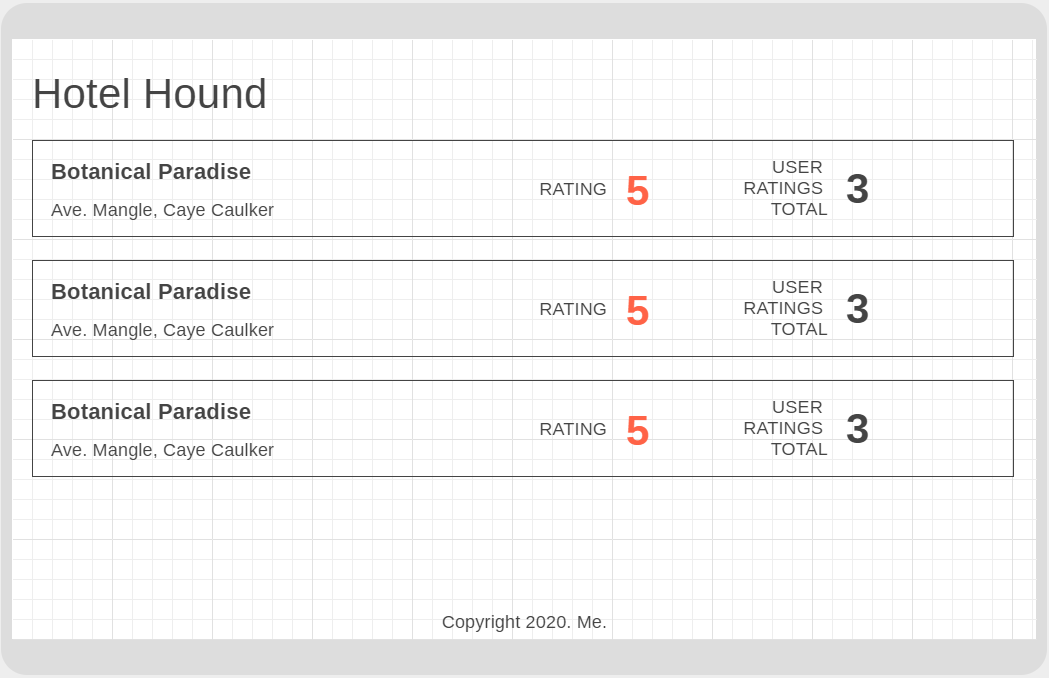 Hotel Hound
Botanical Paradise
Ave. Mangle, Caye Caulker
RATING 5
USER
RATINGS
TOTAL
3
Botanical Paradise
Ave. Mangle, Caye Caulker
RATING 5
USER
RATINGS
TOTAL
3
Botanical Paradise
Ave. Mangle, Caye Caulker
RATING 5
USER
RATINGS
TOTAL
3
Copyright 2020. Me.